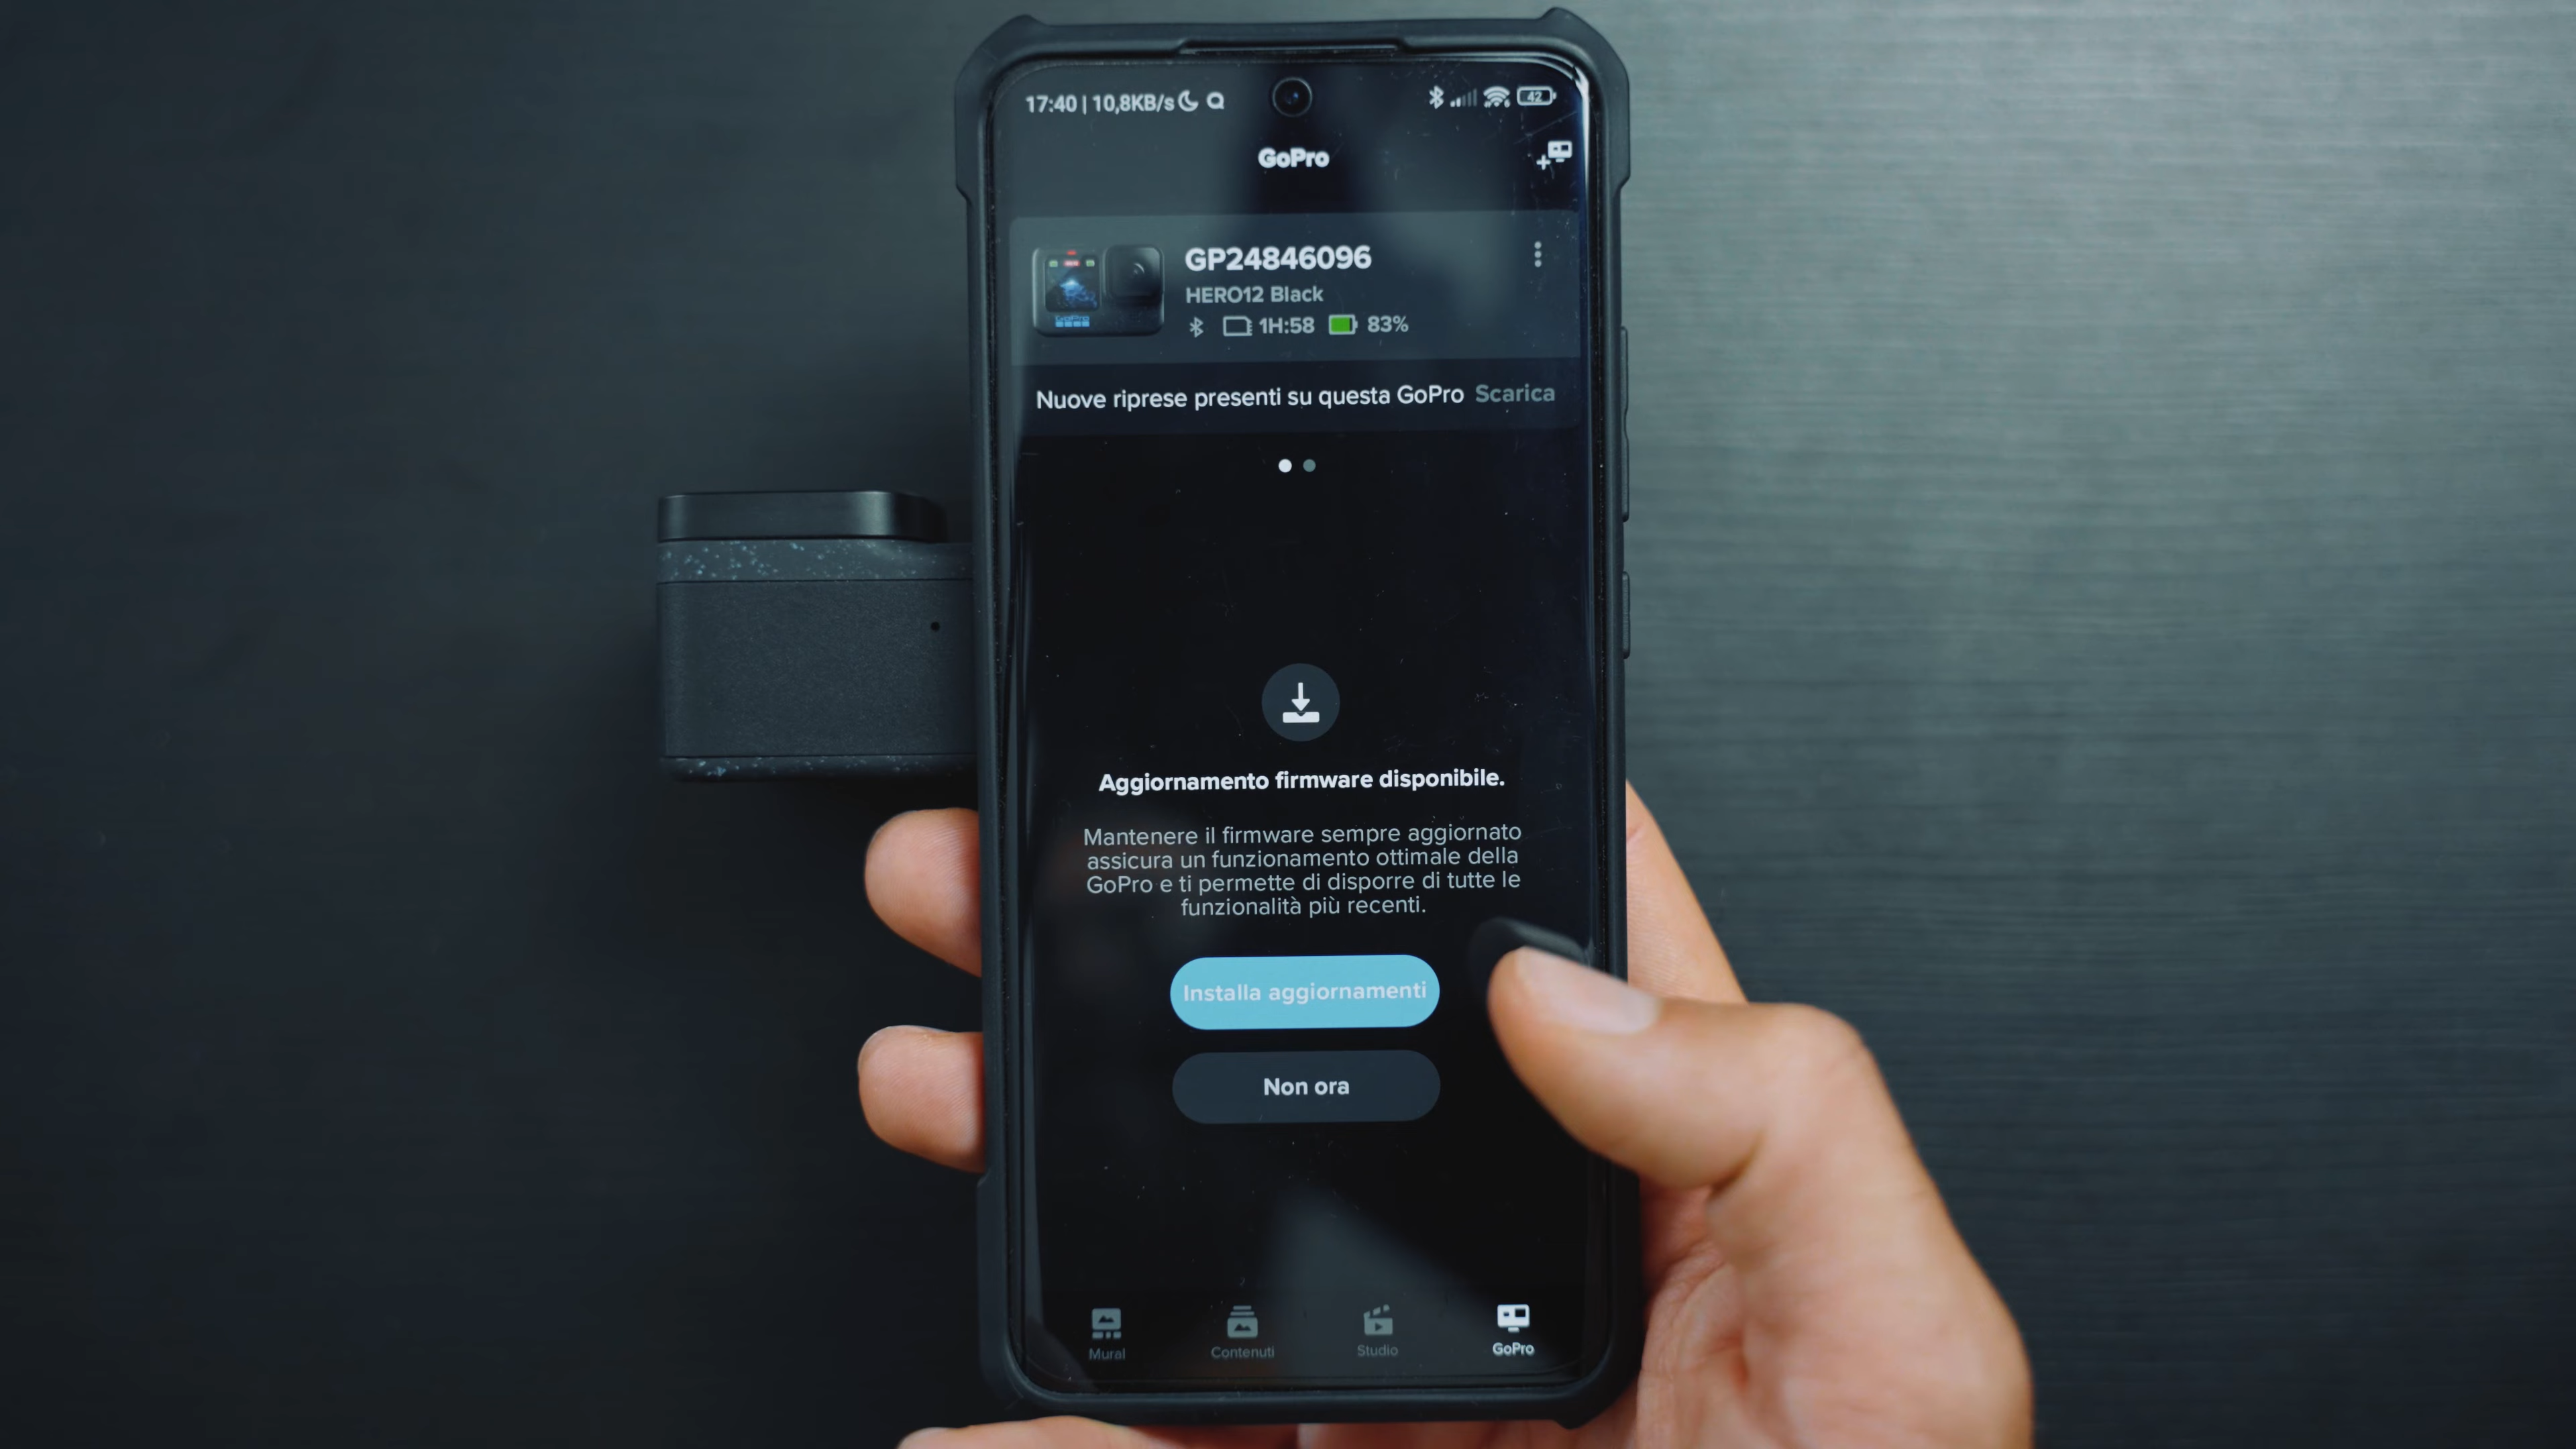 17:40 | 10,8KB/s
42
GoPro
GP24846096
HERO12 Black
1H:58 83%
Nuove riprese presenti su questa GoPro Scarica
Aggiornamento firmware disponibile.
Mantenere il firmware sempre aggiornato
assicura un funzionamento ottimale della
GoPro e ti permette di disporre di tutte le
funzionalità più recenti.
Installa aggiornamenti
Non ora
Mural Contenuti Studio GoPro